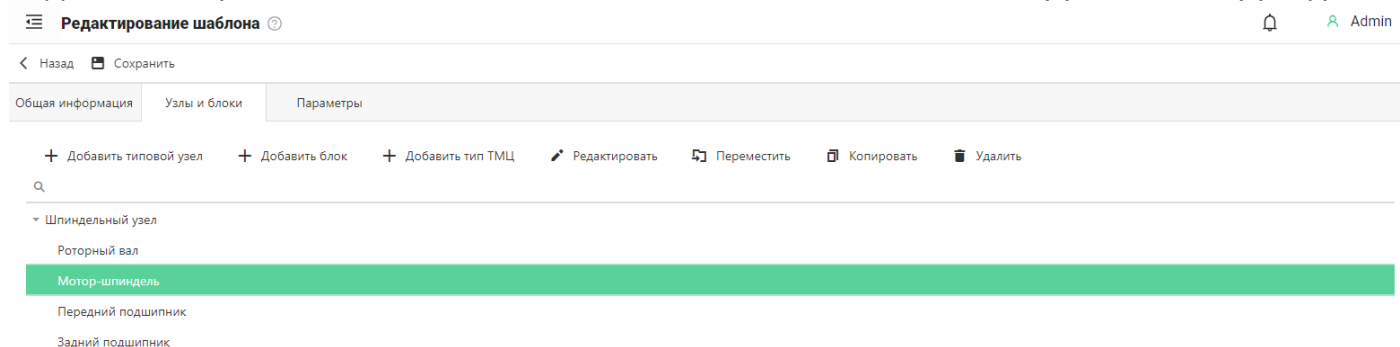 Редактирование шаблона
Admin
Назад Сохранить
Общая информация Узлы и блоки Параметры
Добавить типовой узел Добавить блок Добавить тип ТМЦ Редактировать Переместить Копировать Удалить
Шпиндельный узел
Роторный вал
Мотор-шпиндель
Передний подшипник
Задний подшипник